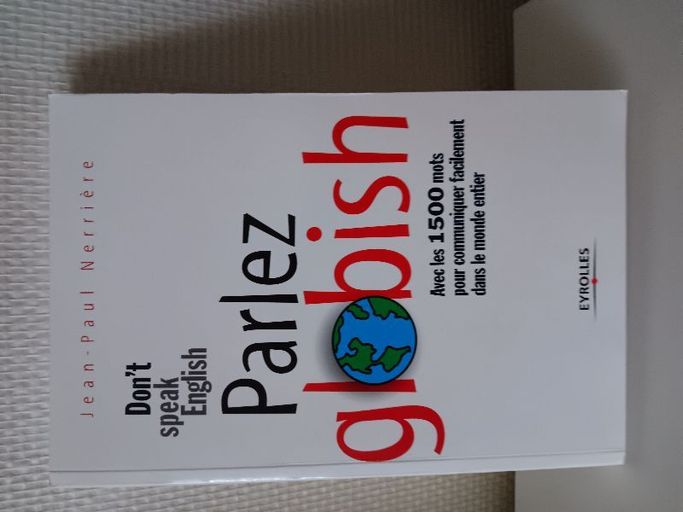 Jean-Paul Nerrière
Don't
speak
English
Parlez
globish
Avec les 1500 mots
pour communiquer facilement
dans le monde entier
EYROLLES